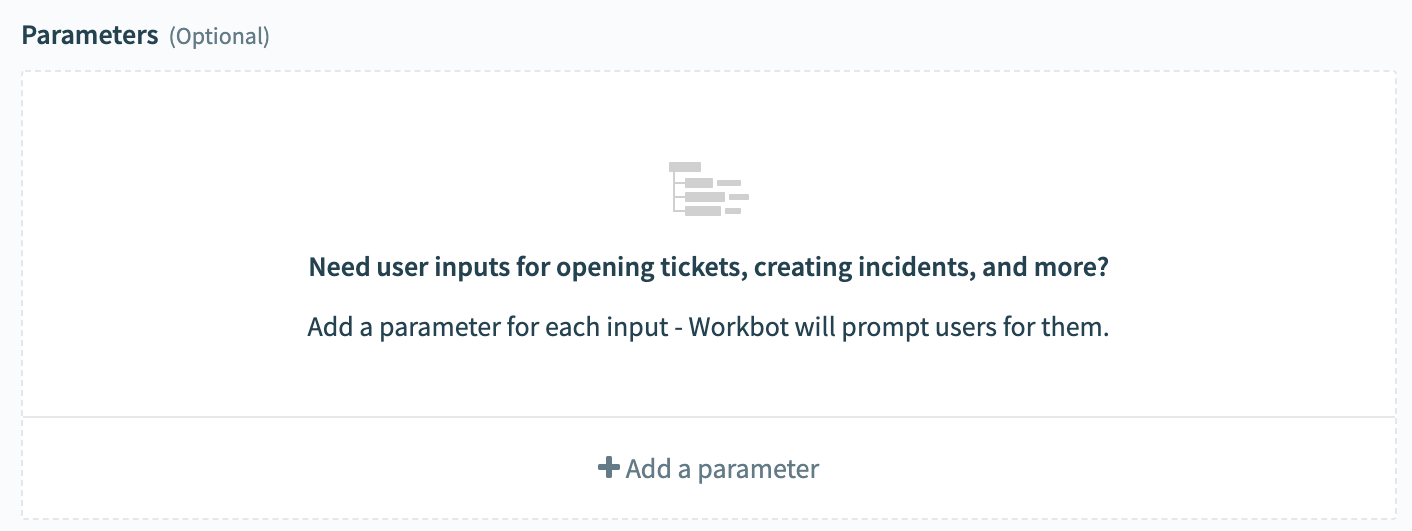 Parameters (Optional)
Need user inputs for opening tickets, creating incidents, and more?
Add a parameter for each input - Workbot will prompt users for them.
Add a parameter